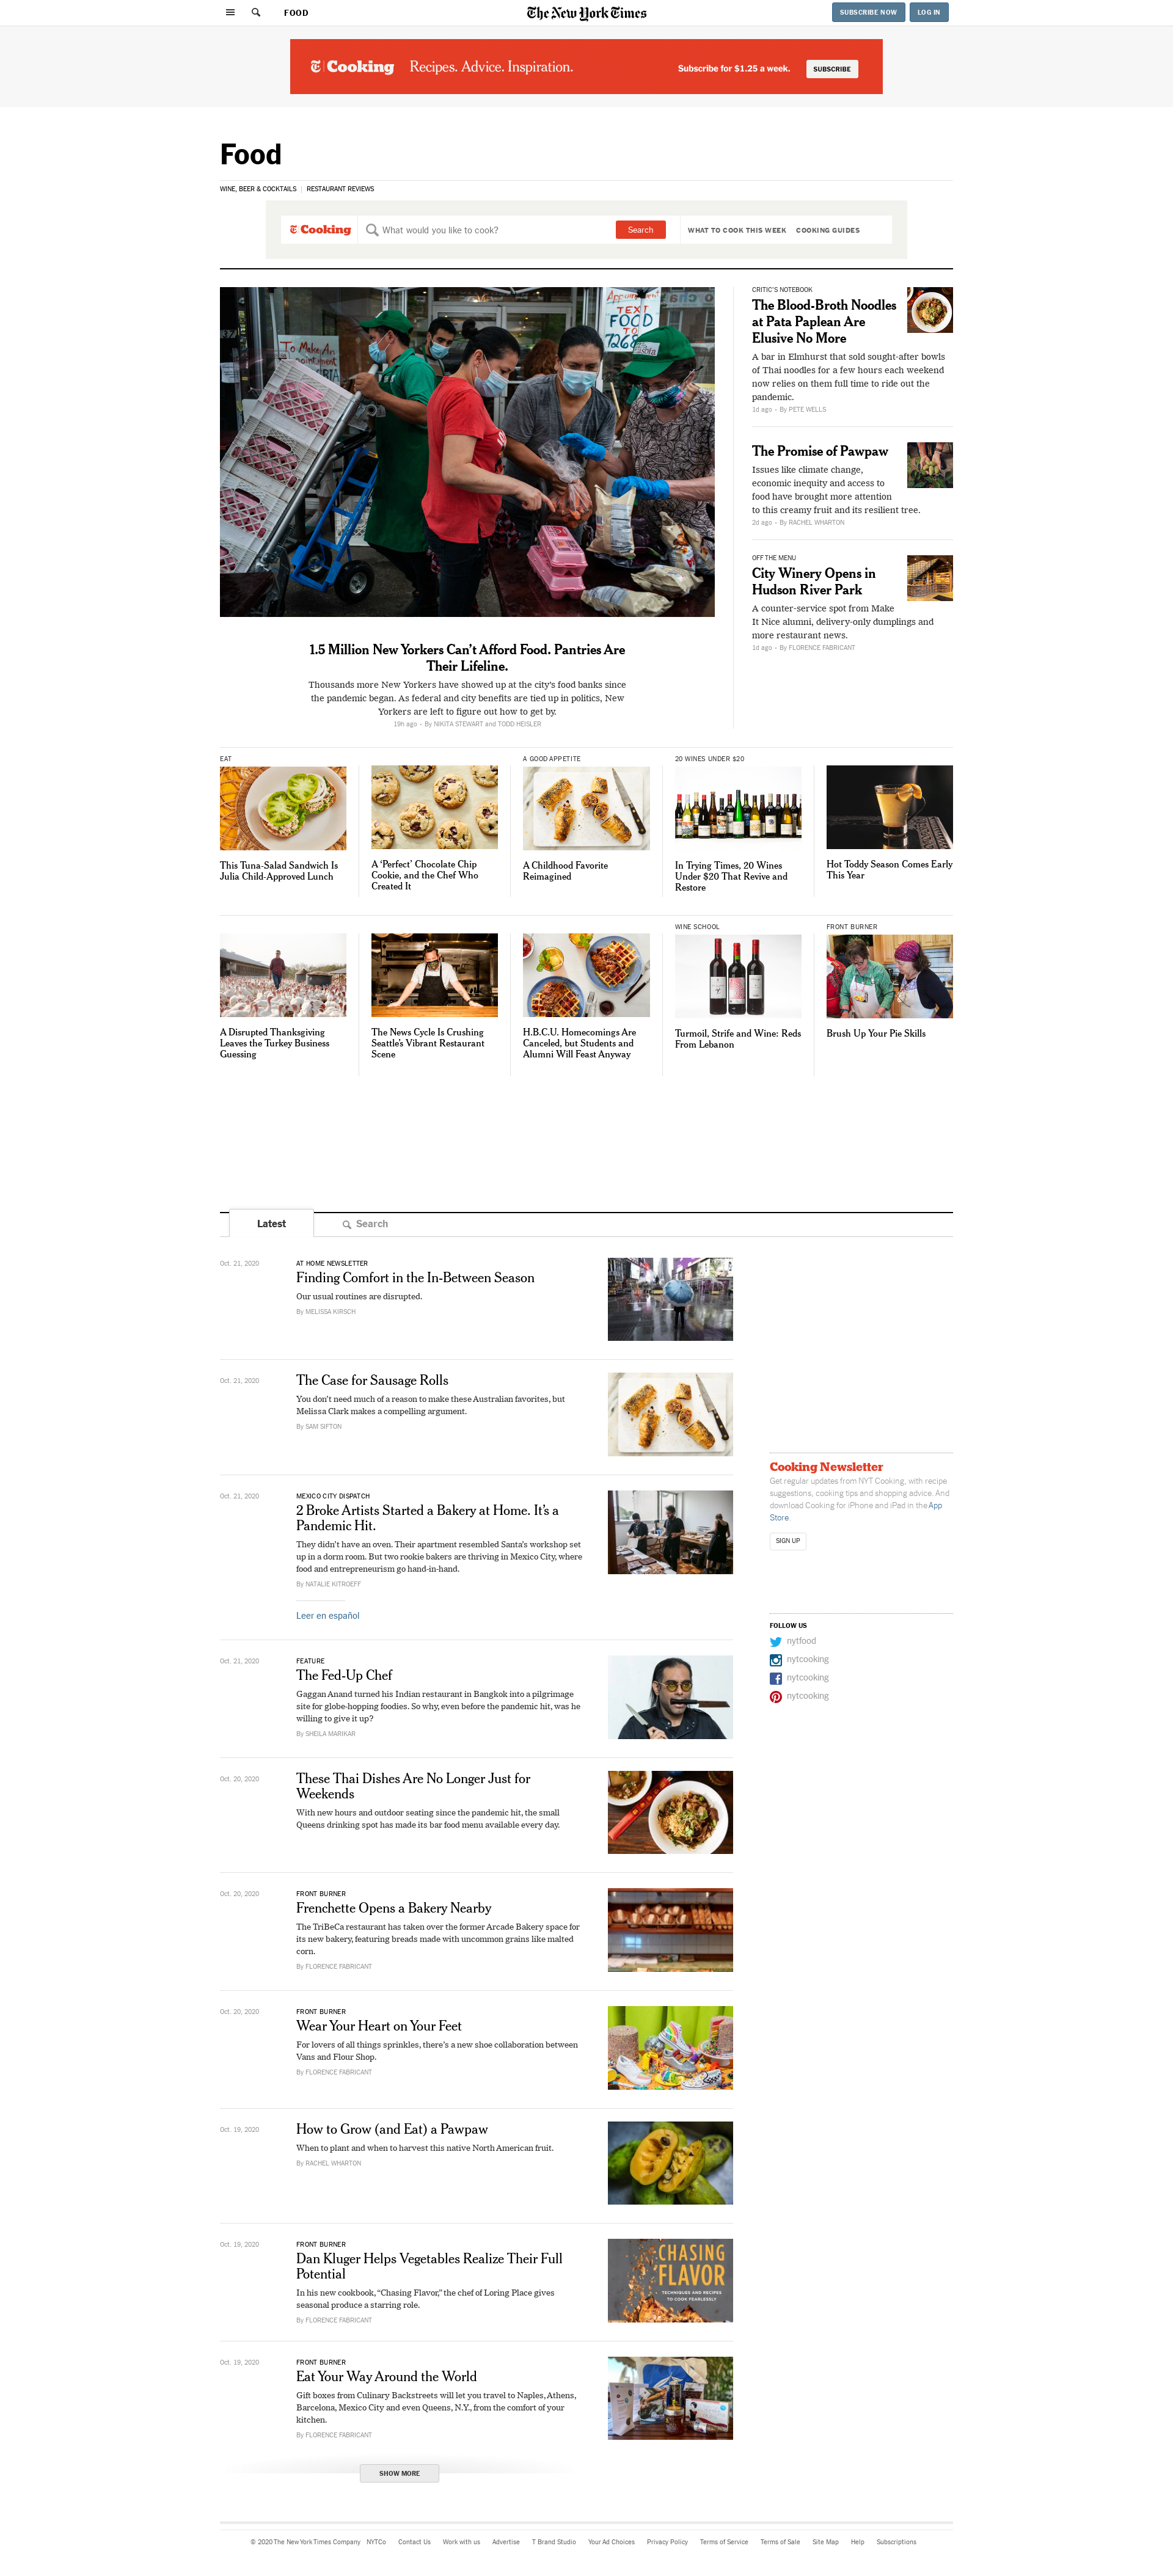 FOOD
The New York Times
SUBSCRIBE NOW
LOG IN
Cooking
Recipes. Advice. Inspiration.
Subscribe for $1.25 a week.
SUBSCRIBE
Food
WINE, BEER & COCKTAILS
RESTAURANT REVIEWS
Cooking
What would you like to cook?
Search
WHAT TO COOK THIS WEEK
COOKING GUIDES
To Make An
Appointment
TEXT
FOOD
TO
7268
1.5 Million New Yorkers Can’t Afford Food. Pantries Are
Their Lifeline.
Thousands more New Yorkers have showed up at the city’s food banks since
the pandemic began. As federal and city benefits are tied up in politics, New
Yorkers are left to figure out how to get by.
19h ago • By NIKITA STEWART and TODD HEISLER
CRITIC’S NOTEBOOK
The Blood-Broth Noodles
at Pata Paplean Are
Elusive No More
A bar in Elmhurst that sold sought-after bowls
of Thai noodles for a few hours each weekend
now relies on them full time to ride out the
pandemic.
1d ago • By PETE WELLS
The Promise of Pawpaw
Issues like climate change,
economic inequity and access to
food have brought more attention
to this creamy fruit and its resilient tree.
2d ago • By RACHEL WHARTON
OFF THE MENU
City Winery Opens in
Hudson River Park
A counter-service spot from Make
It Nice alumni, delivery-only dumplings and
more restaurant news.
1d ago • By FLORENCE FABRICANT
EAT
This Tuna-Salad Sandwich Is
Julia Child-Approved Lunch
A ‘Perfect’ Chocolate Chip
Cookie, and the Chef Who
Created It
A GOOD APPETITE
A Childhood Favorite
Reimagined
20 WINES UNDER $20
In Trying Times, 20 Wines
Under $20 That Revive and
Restore
Hot Toddy Season Comes Early
This Year
A Disrupted Thanksgiving
Leaves the Turkey Business
Guessing
The News Cycle Is Crushing
Seattle’s Vibrant Restaurant
Scene
H.B.C.U. Homecomings Are
Canceled, but Students and
Alumni Will Feast Anyway
WINE SCHOOL
Turmoil, Strife and Wine: Reds
From Lebanon
FRONT BURNER
Brush Up Your Pie Skills
Latest
Search
Oct. 21, 2020
AT HOME NEWSLETTER
Finding Comfort in the In-Between Season
Our usual routines are disrupted.
By MELISSA KIRSCH
Oct. 21, 2020
The Case for Sausage Rolls
You don’t need much of a reason to make these Australian favorites, but
Melissa Clark makes a compelling argument.
By SAM SIFTON
Oct. 21, 2020
MEXICO CITY DISPATCH
2 Broke Artists Started a Bakery at Home. It’s a
Pandemic Hit.
They didn’t have an oven. Their apartment resembled Santa’s workshop set
up in a dorm room. But two rookie bakers are thriving in Mexico City, where
food and entrepreneurism go hand-in-hand.
By NATALIE KITROEFF
Leer en español
Oct. 21, 2020
FEATURE
The Fed-Up Chef
Gaggan Anand turned his Indian restaurant in Bangkok into a pilgrimage
site for globe-hopping foodies. So why, even before the pandemic hit, was he
willing to give it up?
By SHEILA MARIKAR
Oct. 20, 2020
These Thai Dishes Are No Longer Just for
Weekends
With new hours and outdoor seating since the pandemic hit, the small
Queens drinking spot has made its bar food menu available every day.
Oct. 20, 2020
FRONT BURNER
Frenchette Opens a Bakery Nearby
The TriBeCa restaurant has taken over the former Arcade Bakery space for
its new bakery, featuring breads made with uncommon grains like malted
corn.
By FLORENCE FABRICANT
Oct. 20, 2020
FRONT BURNER
Wear Your Heart on Your Feet
For lovers of all things sprinkles, there’s a new shoe collaboration between
Vans and Flour Shop.
By FLORENCE FABRICANT
Oct. 19, 2020
How to Grow (and Eat) a Pawpaw
When to plant and when to harvest this native North American fruit.
By RACHEL WHARTON
Oct. 19, 2020
FRONT BURNER
Dan Kluger Helps Vegetables Realize Their Full
Potential
In his new cookbook, “Chasing Flavor,” the chef of Loring Place gives
seasonal produce a starring role.
By FLORENCE FABRICANT
CHASING
FLAVOR
TECHNIQUES AND RECIPES
TO COOK FEARLESSLY
Oct. 19, 2020
FRONT BURNER
Eat Your Way Around the World
Gift boxes from Culinary Backstreets will let you travel to Naples, Athens,
Barcelona, Mexico City and even Queens, N.Y., from the comfort of your
kitchen.
By FLORENCE FABRICANT
SHOW MORE
Cooking Newsletter
Get regular updates from NYT Cooking, with recipe
suggestions, cooking tips and shopping advice. And
download Cooking for iPhone and iPad in the App
Store.
SIGN UP
FOLLOW US
nytfood
nytcooking
nytcooking
nytcooking
© 2020 The New York Times Company
NYTCo
Contact Us
Work with us
Advertise
T Brand Studio
Your Ad Choices
Privacy Policy
Terms of Service
Terms of Sale
Site Map
Help
Subscriptions